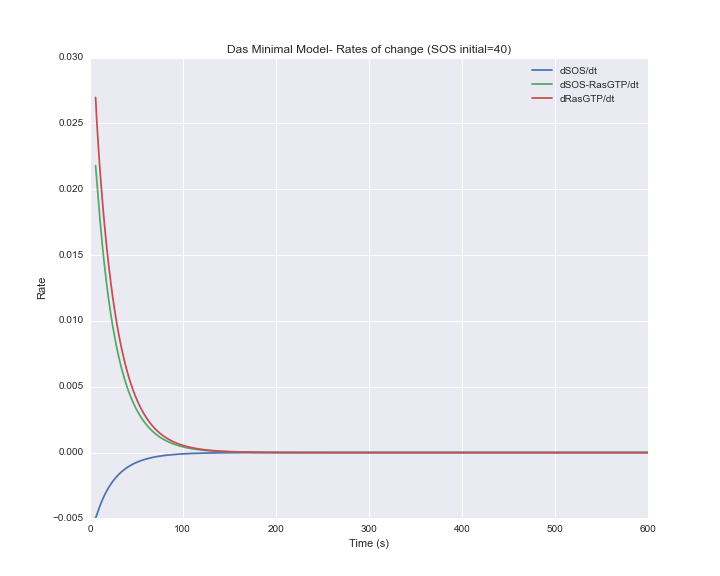 Das Minimal Model- Rates of change (SOS initial=40)
0.030
0.025
0.020
0.015
0.010
0.005
0.000
−0.005
Rate
dSOS/dt
dSOS-RasGTP/dt
dRasGTP/dt
0 100 200 300 400 500 600
Time (s)